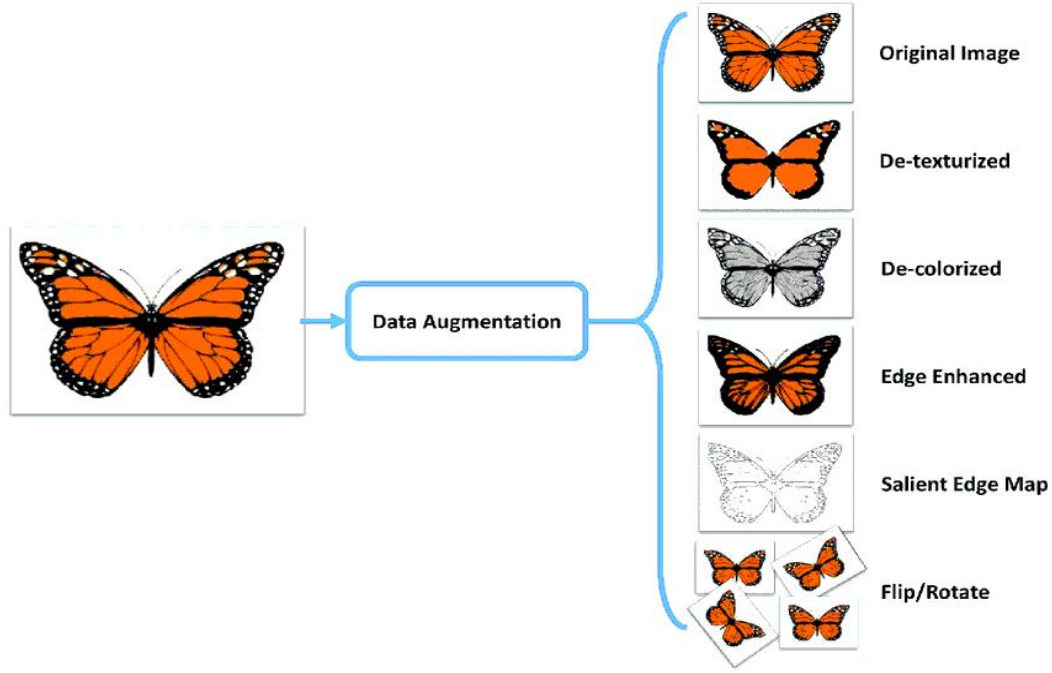 Original Image
De-texturized
De-colorized
Data Augmentation
Edge Enhanced
Salient Edge Map
Flip/Rotate